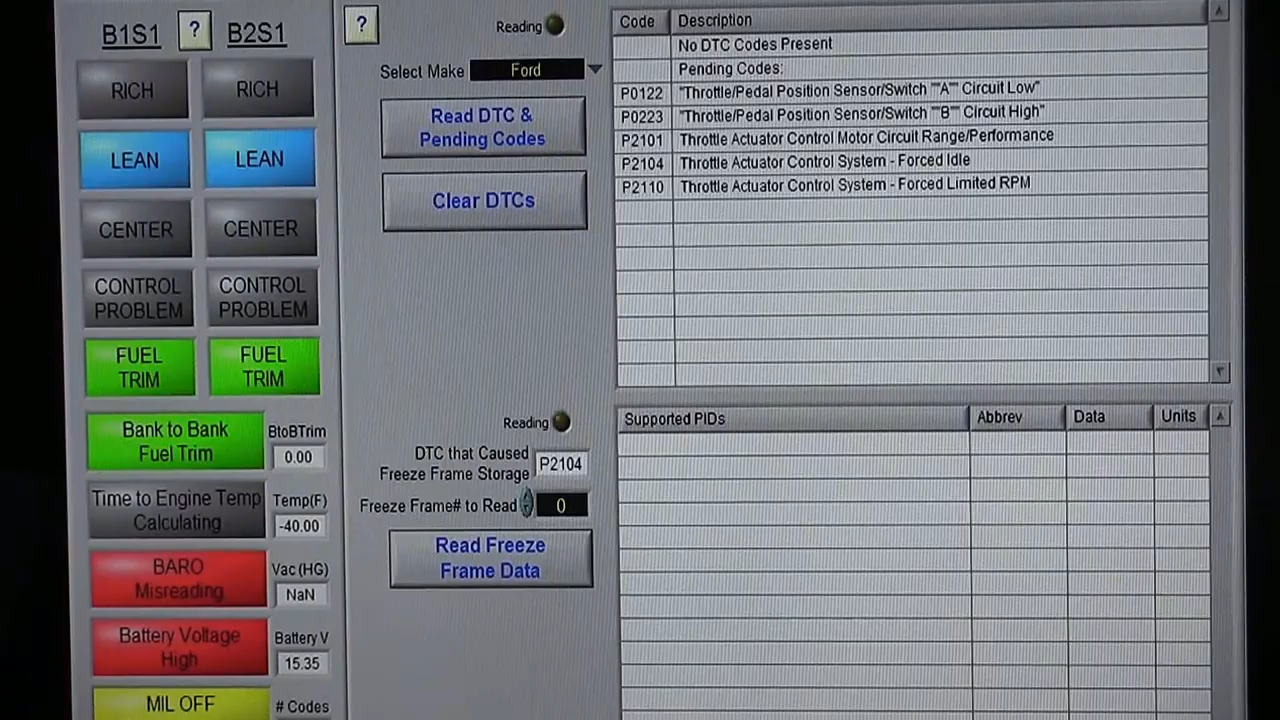 B1S1 ? B2S1
RICH RICH
LEAN LEAN
CENTER CENTER
CONTROL CONTROL
PROBLEM PROBLEM
FUEL FUEL
TRIM TRIM
Bank to Bank
Fuel Trim
BtoBTrim
0.00
Time to Engine Temp
Calculating
Temp(F)
-40.00
BARO
Misreading
Vac (HG)
NaN
Battery Voltage
High
Battery V
15.35
MIL OFF
# Codes
?
Reading
Select Make Ford
Read DTC &
Pending Codes
Clear DTCs
Reading
DTC that Caused
Freeze Frame Storage
P2104
Freeze Frame# to Read 0
Read Freeze
Frame Data
Code Description
No DTC Codes Present
Pending Codes:
P0122 "Throttle/Pedal Position Sensor/Switch ""A"" Circuit Low"
P0223 "Throttle/Pedal Position Sensor/Switch ""B"" Circuit High"
P2101 Throttle Actuator Control Motor Circuit Range/Performance
P2104 Throttle Actuator Control System - Forced Idle
P2110 Throttle Actuator Control System - Forced Limited RPM
Supported PIDs Abbrev Data Units